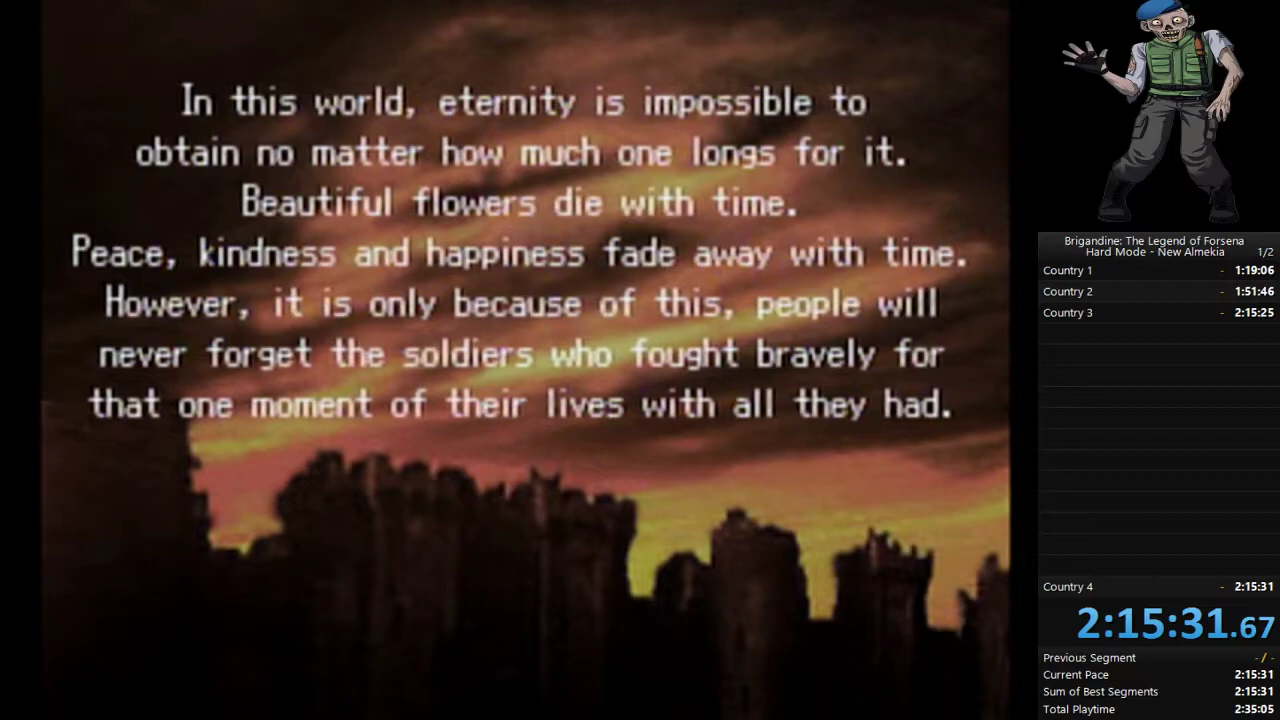 In this world, eternity is impossible to
obtain no matter how much one longs for it.
Beautiful flowers die with time.
Peace, kindness and happiness fade away with time.
However, it is only because of this, people will
never forget the soldiers who fought bravely for
that one moment of their lives with all they had.
Brigandine: The Legend of Forsena
Hard Mode - New Almekia 1/2
Country 1 - 1:19:06
Country 2 - 1:51:46
Country 3 - 2:15:25
Country 4 - 2:15:31
2:15:31.67
Previous Segment - / -
Current Pace 2:15:31
Sum of Best Segments 2:15:31
Total Playtime 2:35:05